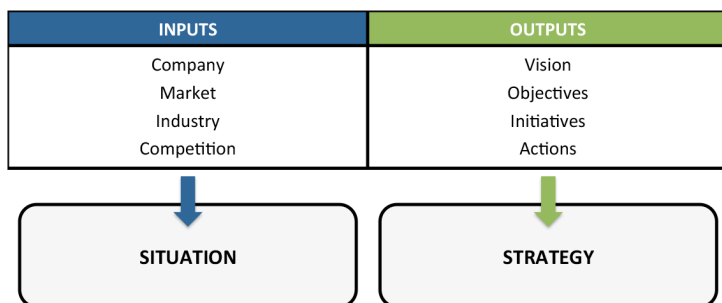 INPUTS OUTPUTS
Company Vision
Market Objectives
Industry Initiatives
Competition Actions
SITUATION STRATEGY